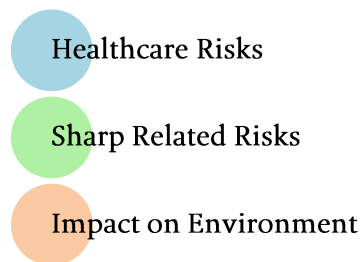 Healthcare Risks
Sharp Related Risks
Impact on Environment